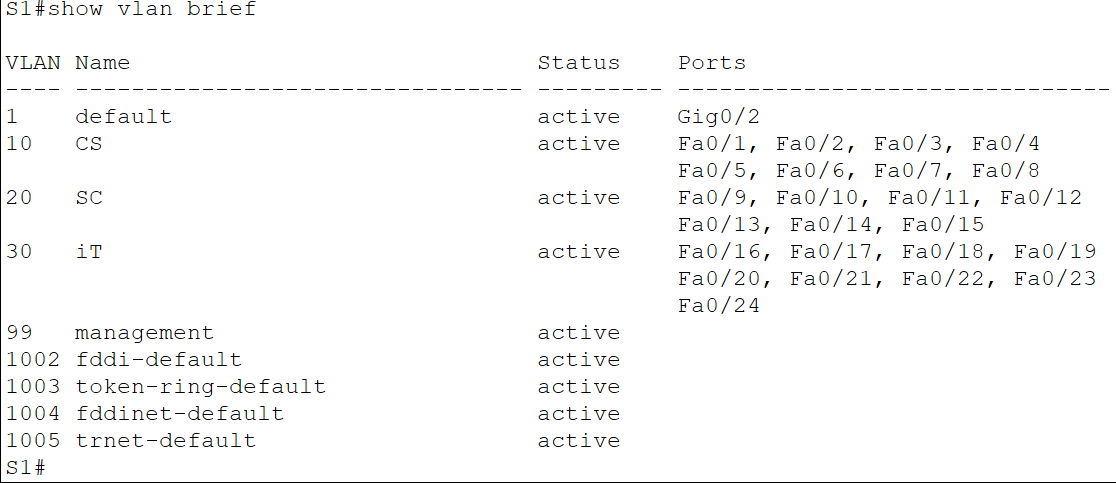 S1#show vlan brief
VLAN Name                             Status    Ports
---- -------------------------------- --------- -------------------------------
1    default                          active    Gig0/2
10   CS                               active    Fa0/1, Fa0/2, Fa0/3, Fa0/4
                                                Fa0/5, Fa0/6, Fa0/7, Fa0/8
20   SC                               active    Fa0/9, Fa0/10, Fa0/11, Fa0/12
                                                Fa0/13, Fa0/14, Fa0/15
30   iT                               active    Fa0/16, Fa0/17, Fa0/18, Fa0/19
                                                Fa0/20, Fa0/21, Fa0/22, Fa0/23
                                                Fa0/24
99   management                       active
1002 fddi-default                     active
1003 token-ring-default               active
1004 fddinet-default                  active
1005 trnet-default                    active
S1#